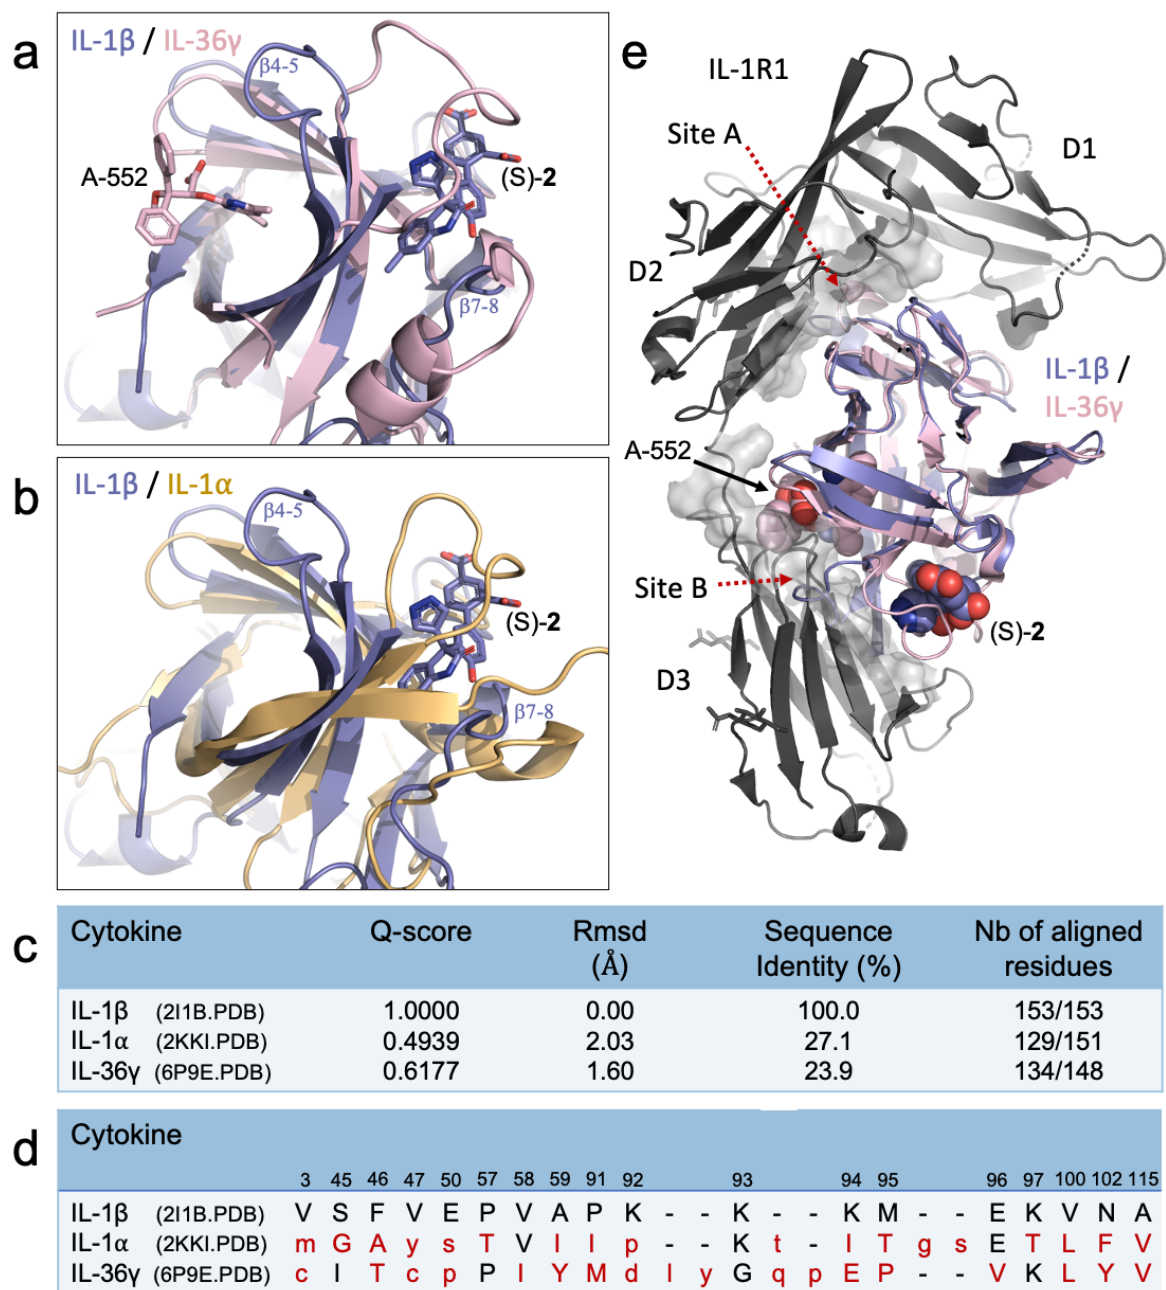 a
IL-1β / IL-36γ
β4-5
A-552
(S)-2
β7-8
b
IL-1β / IL-1α
β4-5
(S)-2
β7-8
e
IL-1R1
Site A
D1
D2
IL-1β /
IL-36γ
A-552
Site B
(S)-2
D3
c
Cytokine Q-score Rmsd (Å) Sequence Identity (%) Nb of aligned residues
IL-1β (2I1B.PDB) 1.0000 0.00 100.0 153/153
IL-1α (2KKI.PDB) 0.4939 2.03 27.1 129/151
IL-36γ (6P9E.PDB) 0.6177 1.60 23.9 134/148
d
Cytokine
3 45 46 47 50 57 58 59 91 92 93 94 95 96 97 100 102 115
IL-1β (2I1B.PDB) V S F V E P V A P K - - K - - K M - - E K V N A
IL-1α (2KKI.PDB) m G A y s T V I I p - - K t - I T g s E T L F V
IL-36γ (6P9E.PDB) c I T c p P I Y M d l y G q p E P - - V K L Y V